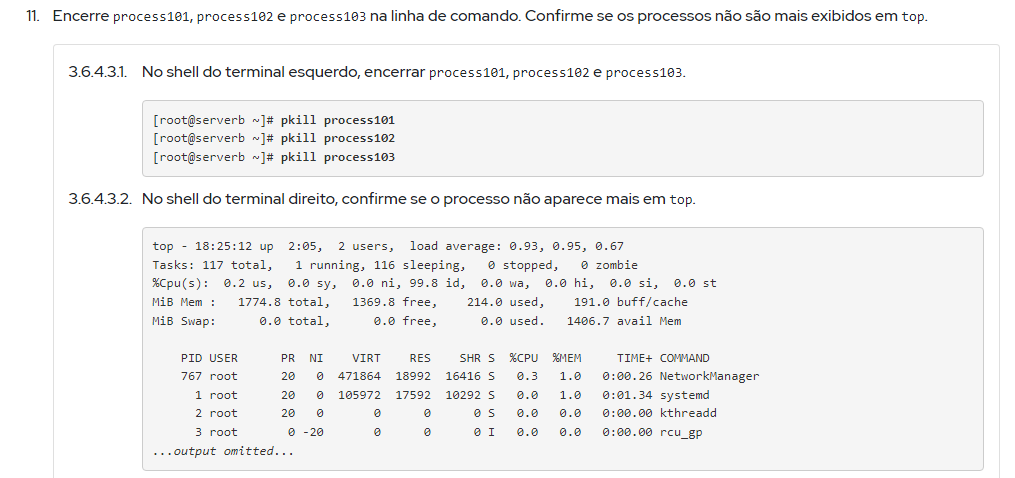 11. Encerre process101, process102 e process103 na linha de comando. Confirme se os processos não são mais exibidos em top.
3.6.4.3.1. No shell do terminal esquerdo, encerrar process101, process102 e process103.
[root@serverb ~]# pkill process101
[root@serverb ~]# pkill process102
[root@serverb ~]# pkill process103
3.6.4.3.2. No shell do terminal direito, confirme se o processo não aparece mais em top.
top - 18:25:12 up  2:05,  2 users,  load average: 0.93, 0.95, 0.67
Tasks: 117 total,   1 running, 116 sleeping,   0 stopped,   0 zombie
%Cpu(s):  0.2 us,  0.0 sy,  0.0 ni, 99.8 id,  0.0 wa,  0.0 hi,  0.0 si,  0.0 st
MiB Mem :   1774.8 total,   1369.8 free,    214.0 used,    191.0 buff/cache
MiB Swap:      0.0 total,      0.0 free,      0.0 used.   1406.7 avail Mem
    PID USER      PR  NI    VIRT    RES    SHR S  %CPU  %MEM     TIME+ COMMAND
    767 root      20   0  471864  18992  16416 S   0.3   1.0   0:00.26 NetworkManager
      1 root      20   0  105972  17592  10292 S   0.0   1.0   0:01.34 systemd
      2 root      20   0       0      0      0 S   0.0   0.0   0:00.00 kthreadd
      3 root       0 -20       0      0      0 I   0.0   0.0   0:00.00 rcu_gp
...output omitted...